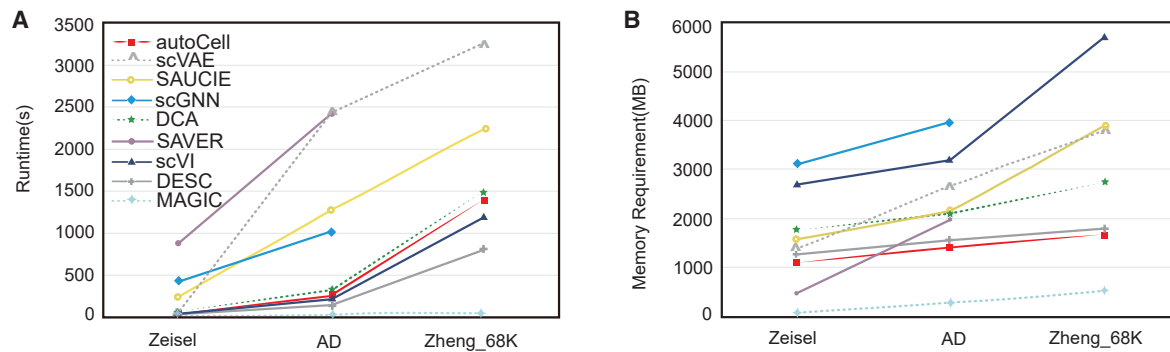 A
Runtime(s)
3500
3000
2500
2000
1500
1000
500
0
autoCell
scVAE
SAUCIE
scGNN
DCA
SAVER
scVI
DESC
MAGIC
Zeisel
AD
Zheng_68K
B
Memory Requirement(MB)
6000
5000
4000
3000
2000
1000
0
Zeisel
AD
Zheng_68K